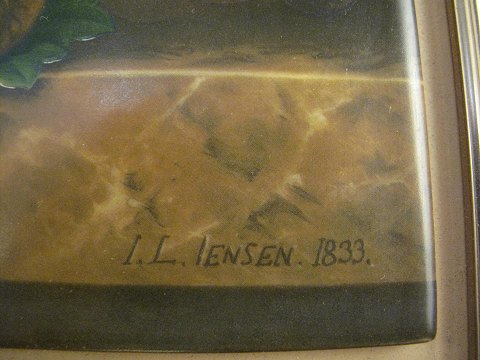 I. L. IENSEN. 1833.